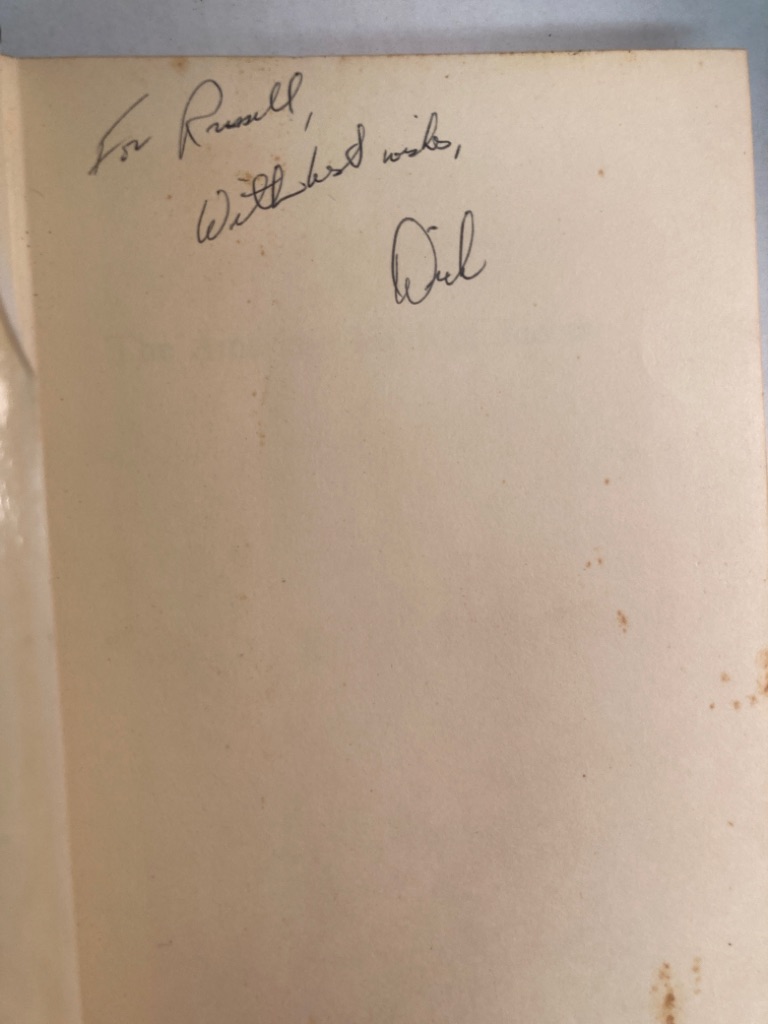 For Russell,
With best wishes,
Dick